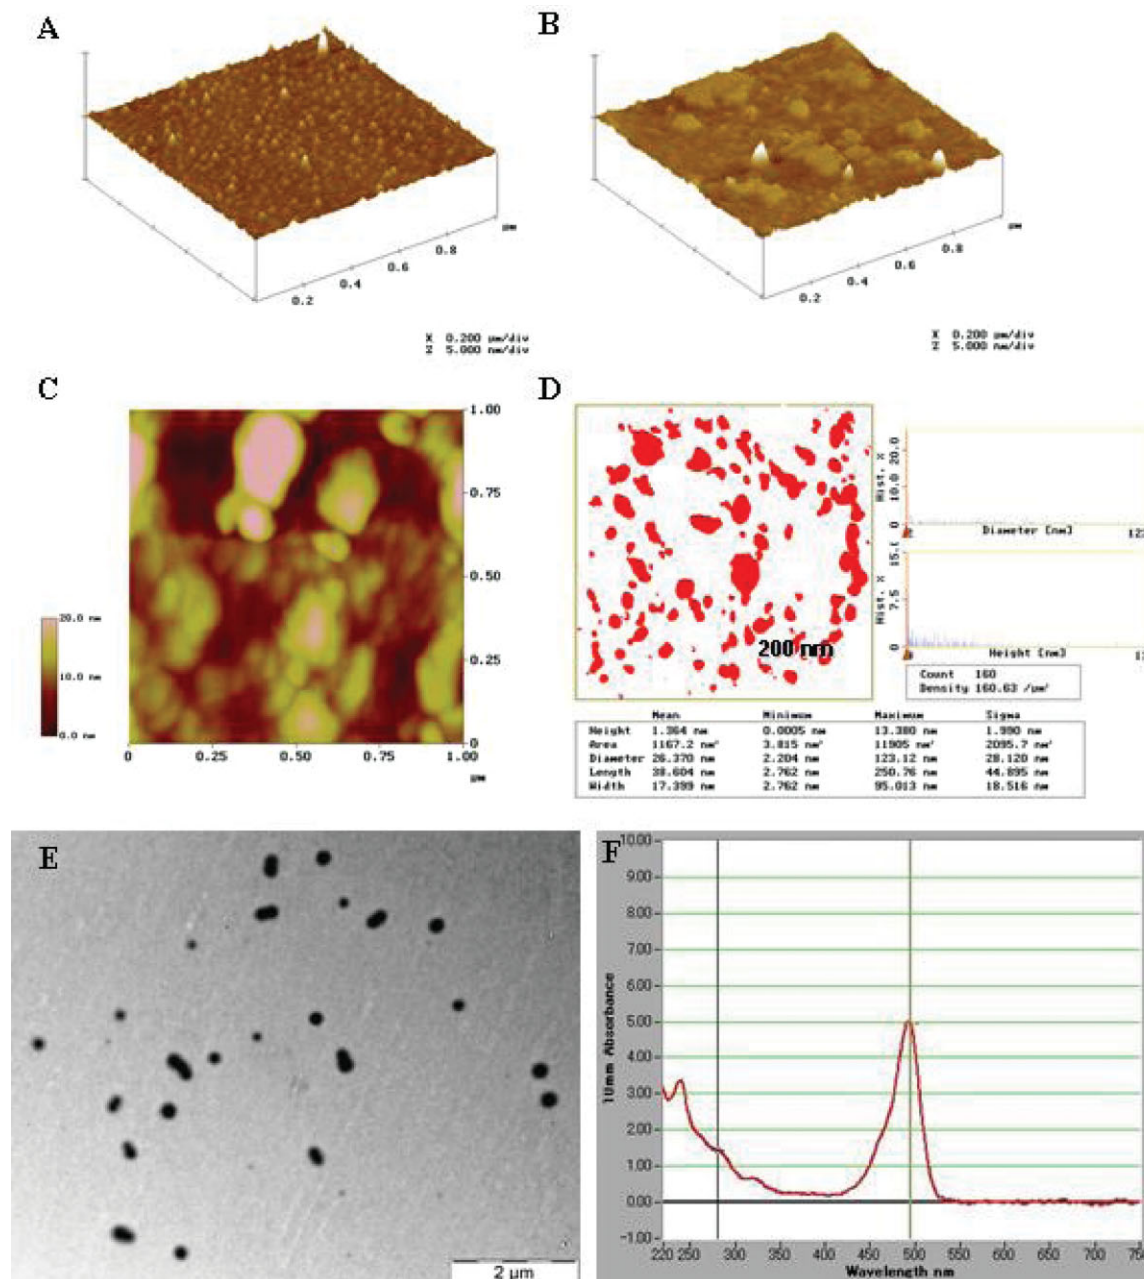 A
B
0.8
0.6
0.4
0.2
µm
X 0.200 µm/div
Z 5.000 nm/div
0.8
0.6
0.4
0.2
µm
X 0.200 µm/div
Z 5.000 nm/div
C
D
1.00
0.75
0.50
0.25
0
0 0.25 0.50 0.75 1.00
µm
20.0 nm
10.0 nm
0.0 nm
200 nm
Hist. %
0 10.0 20.0
Diameter [nm]
Hist. %
0 7.5 15.0
Height [nm]
Count 160
Density 160.63 /µm²
Mean Minimum Maximum Sigma
Height 1.364 nm 0.0005 nm 13.380 nm 1.990 nm
Area 1167.2 nm² 3.815 nm² 11905 nm² 2095.7 nm²
Diameter 26.370 nm 2.204 nm 123.12 nm 28.120 nm
Length 38.604 nm 2.762 nm 250.76 nm 44.895 nm
Width 17.399 nm 2.762 nm 95.013 nm 18.516 nm
E
2 µm
F
10.00
9.00
8.00
7.00
6.00
5.00
4.00
3.00
2.00
1.00
0.00
-1.00
10mm Absorbance
220 250 300 350 400 450 500 550 600 650 700 750
Wavelength nm